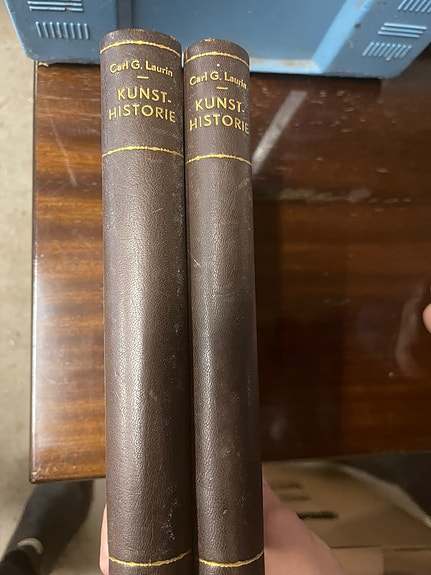 Carl G. Laurin
KUNST-
HISTORIE
Carl G. Laurin
KUNST-
HISTORIE